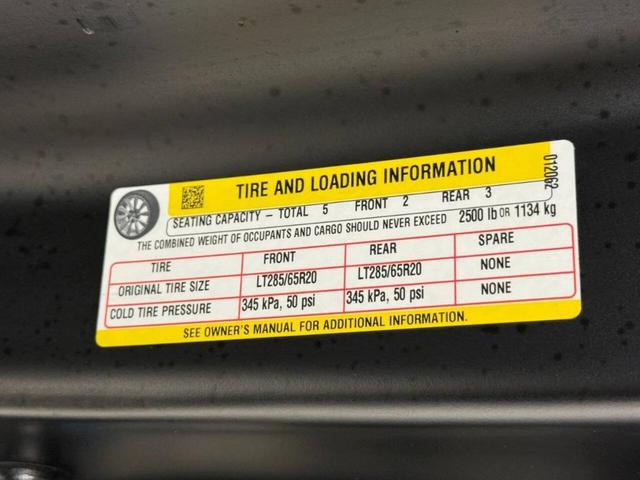 TIRE AND LOADING INFORMATION
012062
SEATING CAPACITY – TOTAL 5 FRONT 2 REAR 3
THE COMBINED WEIGHT OF OCCUPANTS AND CARGO SHOULD NEVER EXCEED 2500 lb OR 1134 kg
TIRE FRONT REAR SPARE
ORIGINAL TIRE SIZE LT285/65R20 LT285/65R20 NONE
COLD TIRE PRESSURE 345 kPa, 50 psi 345 kPa, 50 psi NONE
SEE OWNER'S MANUAL FOR ADDITIONAL INFORMATION.